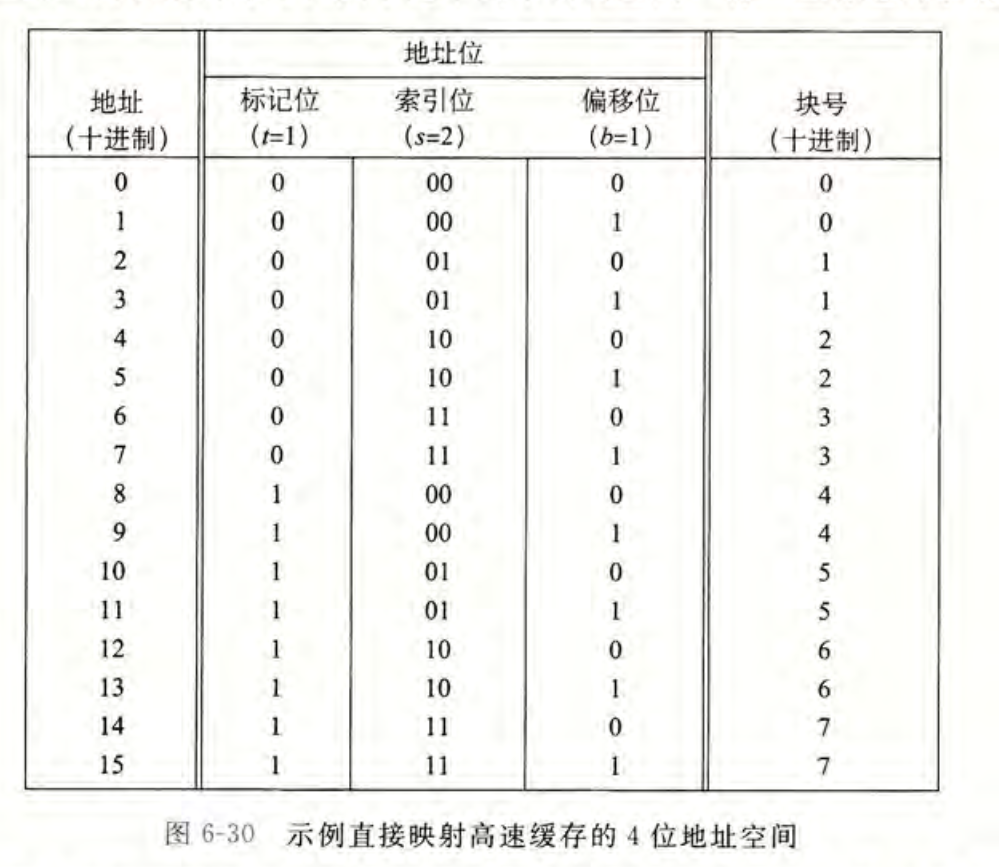 地址位
地址
(十进制)
标记位
(t=1)
索引位
(s=2)
偏移位
(b=1)
块号
(十进制)
0 0 00 0 0
1 0 00 1 0
2 0 01 0 1
3 0 01 1 1
4 0 10 0 2
5 0 10 1 2
6 0 11 0 3
7 0 11 1 3
8 1 00 0 4
9 1 00 1 4
10 1 01 0 5
11 1 01 1 5
12 1 10 0 6
13 1 10 1 6
14 1 11 0 7
15 1 11 1 7
图 6-30 示例直接映射高速缓存的 4 位地址空间